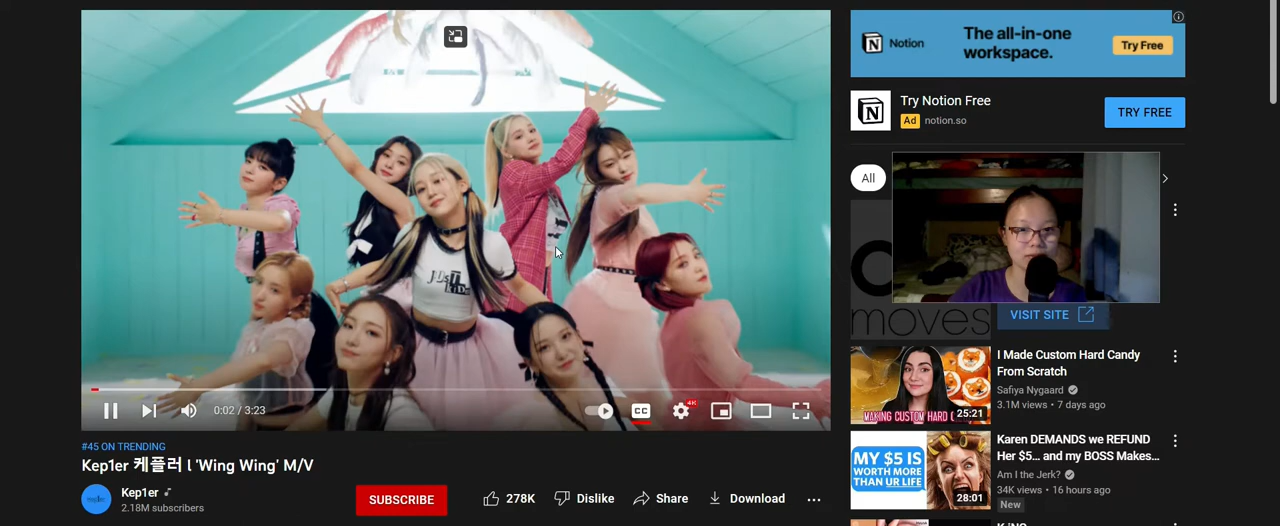 JUST
KIDS
0:02 / 3:23
CC
4K
#45 ON TRENDING
Kep1er 케플러 l 'Wing Wing' M/V
Kep1er
2.18M subscribers
SUBSCRIBE
278K
Dislike
Share
Download
Notion
The all-in-one
workspace.
Try Free
Try Notion Free
Ad notion.so
TRY FREE
All
moves
VISIT SITE
MAKING CUSTOM HARD
25:21
I Made Custom Hard Candy
From Scratch
Safiya Nygaard
3.1M views • 7 days ago
MY $5 IS
WORTH MORE
THAN UR LIFE
28:01
Karen DEMANDS we REFUND
Her $5... and my BOSS Makes...
Am I the Jerk?
34K views • 16 hours ago
New